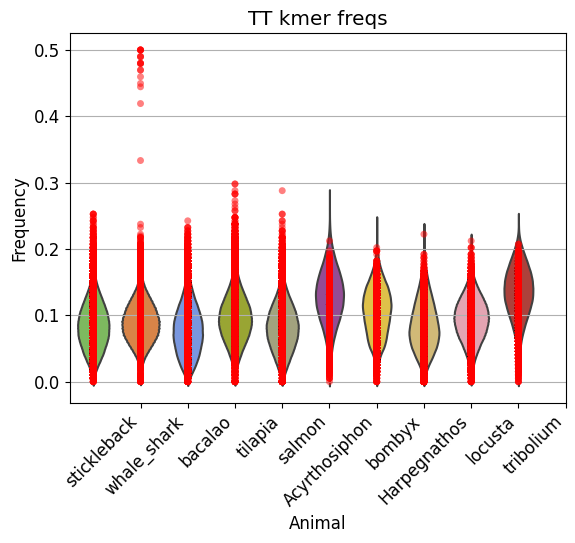 TT kmer freqs
Frequency
0.5
0.4
0.3
0.2
0.1
0.0
stickleback
whale_shark
bacalao
tilapia
salmon
Acyrthosiphon
bombyx
Harpegnathos
locusta
tribolium
Animal